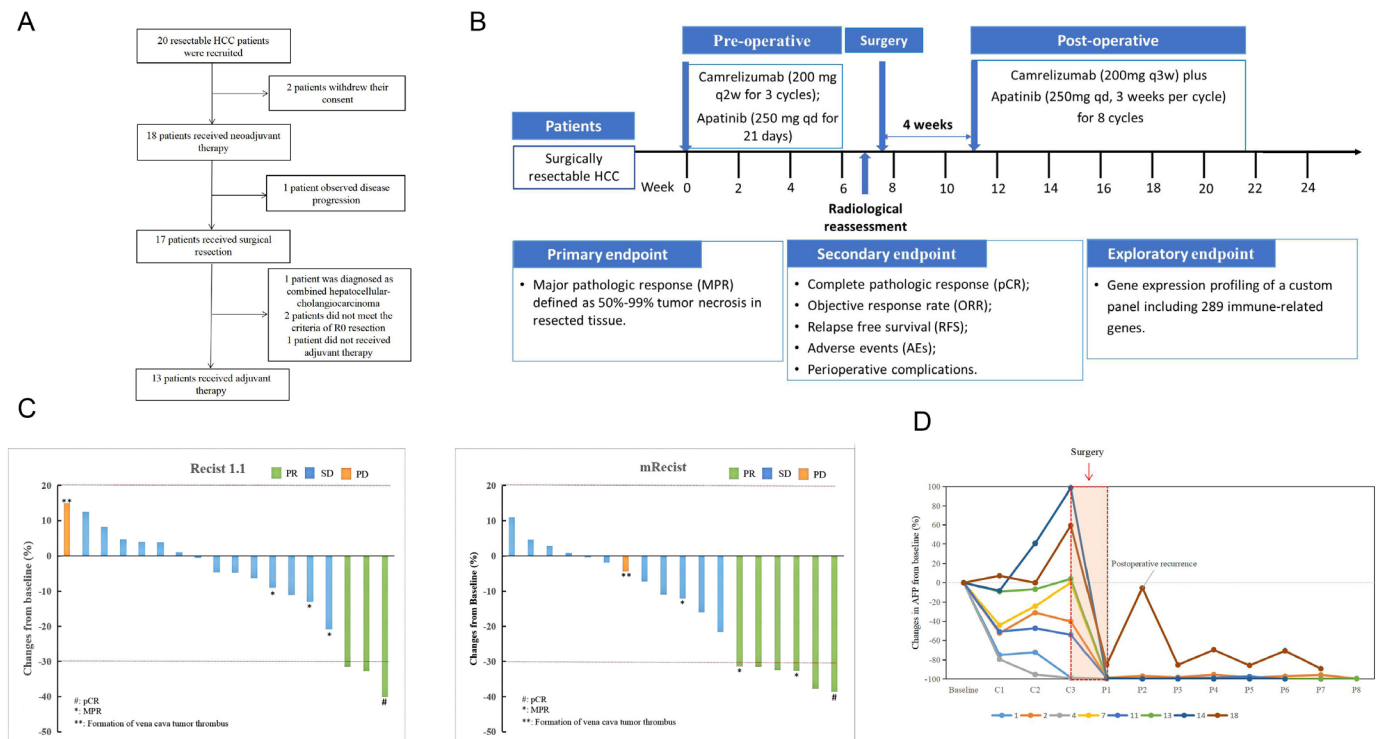 A
20 resectable HCC patients
were recruited
2 patients withdrew their
consent
18 patients received neoadjuvant
therapy
1 patient observed disease
progression
17 patients received surgical
resection
1 patient was diagnosed as
combined hepatocellular-
cholangiocarcinoma
2 patients did not meet the
criteria of R0 resection
1 patient did not received
adjuvant therapy
13 patients received adjuvant
therapy
B
Pre-operative
Surgery
Post-operative
Camrelizumab (200 mg
q2w for 3 cycles);
Apatinib (250 mg qd for
21 days)
Camrelizumab (200mg q3w) plus
Apatinib (250mg qd, 3 weeks per cycle)
for 8 cycles
4 weeks
Patients
Surgically
resectable HCC
Week 0 2 4 6 8 10 12 14 16 18 20 22 24
Radiological
reassessment
Primary endpoint
• Major pathologic response (MPR)
defined as 50%-99% tumor necrosis in
resected tissue.
Secondary endpoint
• Complete pathologic response (pCR);
• Objective response rate (ORR);
• Relapse free survival (RFS);
• Adverse events (AEs);
• Perioperative complications.
Exploratory endpoint
• Gene expression profiling of a custom
panel including 289 immune-related
genes.
C
Recist 1.1
PR SD PD
Changes from baseline (%)
20
10
0
-10
-20
-30
-40
-50
**
*
*
*
#
#: pCR
*: MPR
**: Formation of vena cava tumor thrombus
mRecist
PR SD PD
Changes from Baseline (%)
20
10
0
-10
-20
-30
-40
-50
**
*
*
*
#
#: pCR
*: MPR
**: Formation of vena cava tumor thrombus
D
Surgery
Changes in AFP from baseline (%)
100
80
60
40
20
0
-20
-40
-60
-80
-100
Postoperative recurrence
Baseline C1 C2 C3 P1 P2 P3 P4 P5 P6 P7 P8
1 2 4 7 11 13 14 18